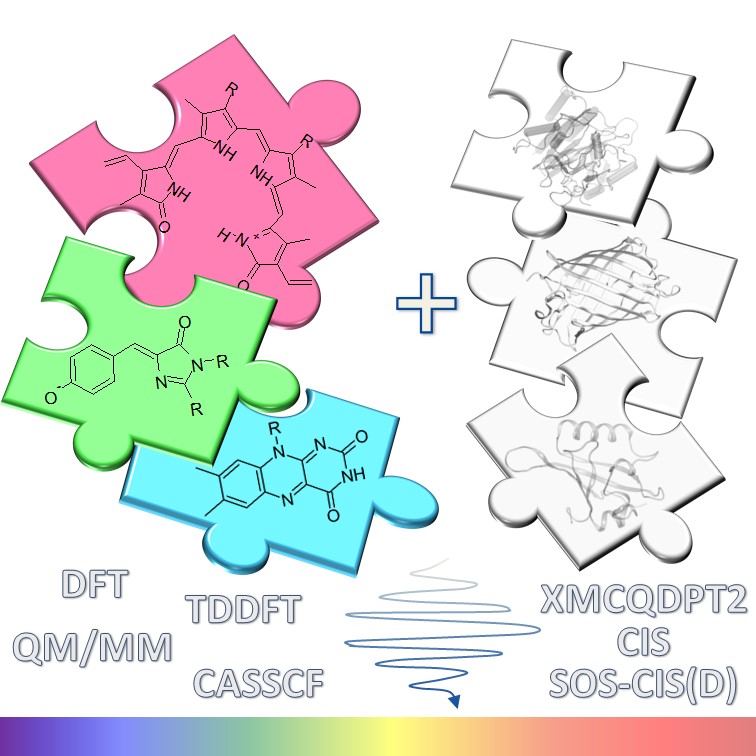 R
R
NH
NH
NH
O
H
N
+
O
O
N
R
N
O-
R
R
N
N
O
NH
N
O
DFT
TDDFT
XMCQDPT2
QM/MM
CIS
CASSCF
SOS-CIS(D)